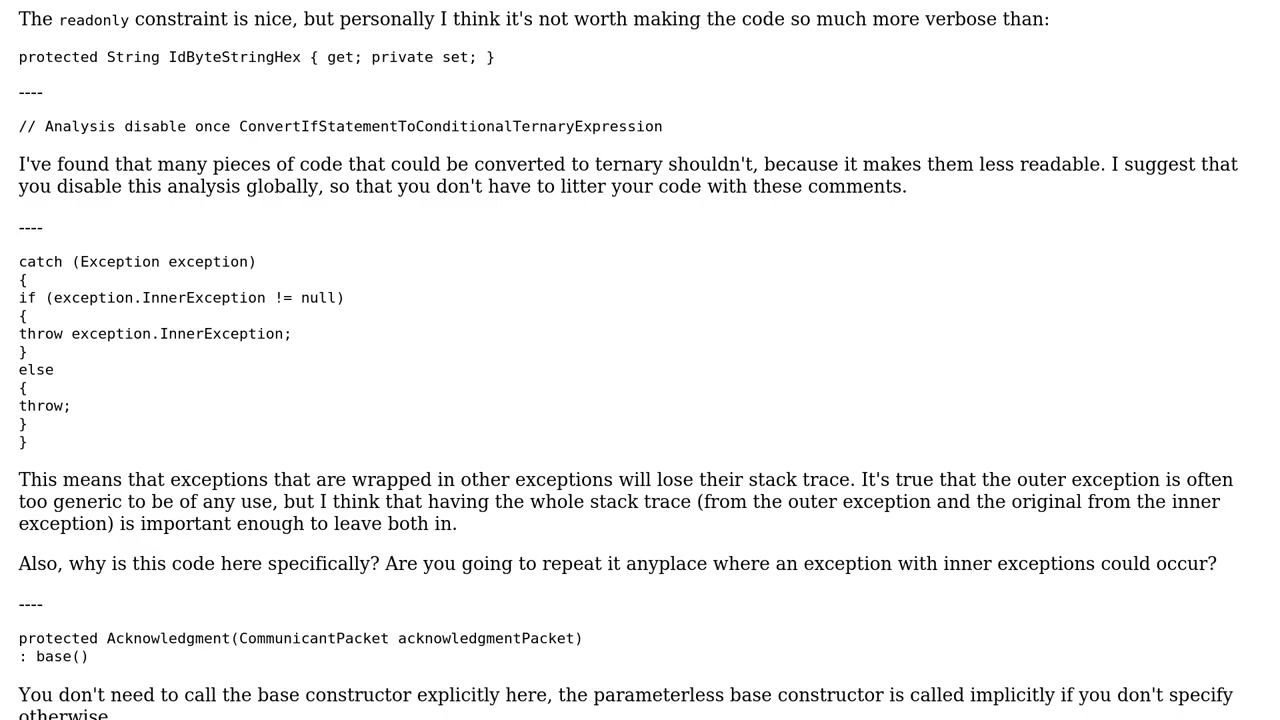 The readonly constraint is nice, but personally I think it's not worth making the code so much more verbose than:
protected String IdByteStringHex { get; private set; }
----
// Analysis disable once ConvertIfStatementToConditionalTernaryExpression
I've found that many pieces of code that could be converted to ternary shouldn't, because it makes them less readable. I suggest that
you disable this analysis globally, so that you don't have to litter your code with these comments.
----
catch (Exception exception)
{
if (exception.InnerException != null)
{
throw exception.InnerException;
}
else
{
throw;
}
}
This means that exceptions that are wrapped in other exceptions will lose their stack trace. It's true that the outer exception is often
too generic to be of any use, but I think that having the whole stack trace (from the outer exception and the original from the inner
exception) is important enough to leave both in.
Also, why is this code here specifically? Are you going to repeat it anyplace where an exception with inner exceptions could occur?
----
protected Acknowledgment(CommunicantPacket acknowledgmentPacket)
: base()
You don't need to call the base constructor explicitly here, the parameterless base constructor is called implicitly if you don't specify
otherwise.